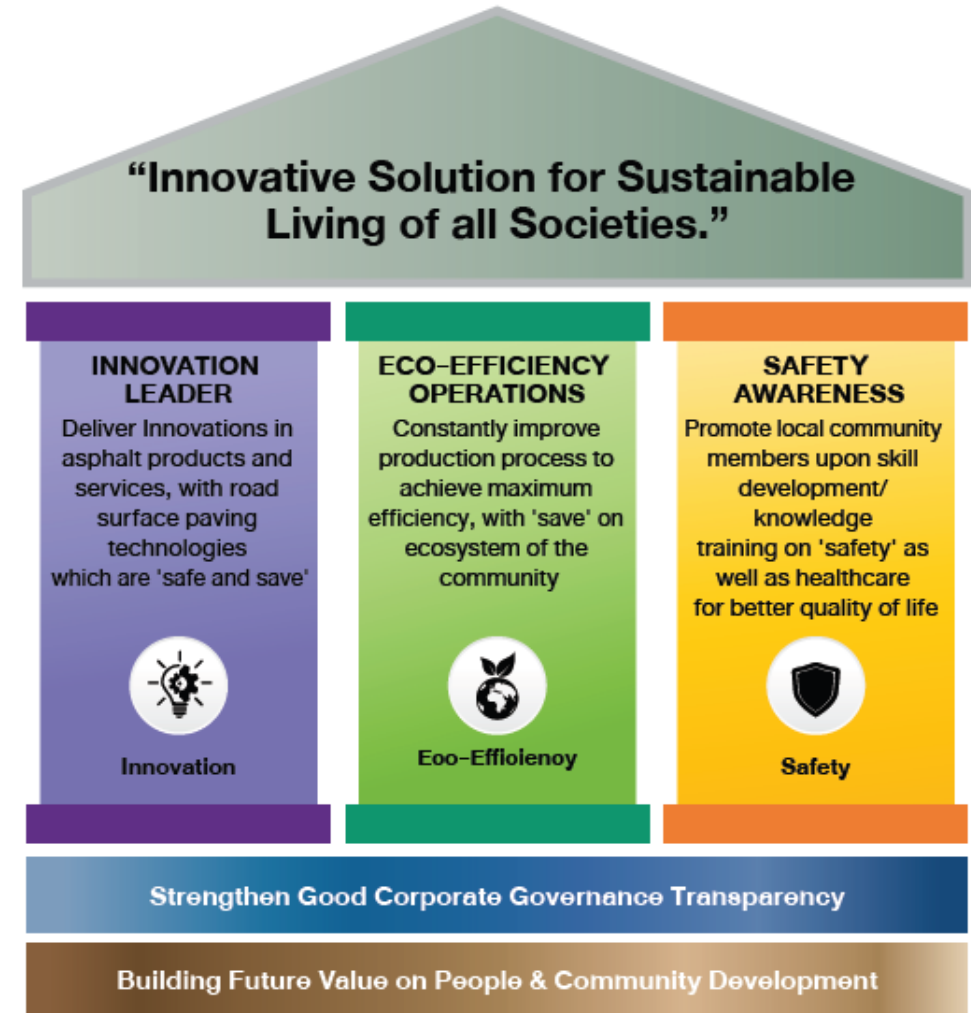 “Innovative Solution for Sustainable
Living of all Societies.”
INNOVATION
LEADER
Deliver Innovations in
asphalt products and
services, with road
surface paving
technologies
which are 'safe and save'
Innovation
ECO-EFFICIENCY
OPERATIONS
Constantly improve
production process to
achieve maximum
efficiency, with 'save' on
ecosystem of the
community
Eco-Efficiency
SAFETY
AWARENESS
Promote local community
members upon skill
development/
knowledge
training on 'safety' as
well as healthcare
for better quality of life
Safety
Strengthen Good Corporate Governance Transparency
Building Future Value on People & Community Development